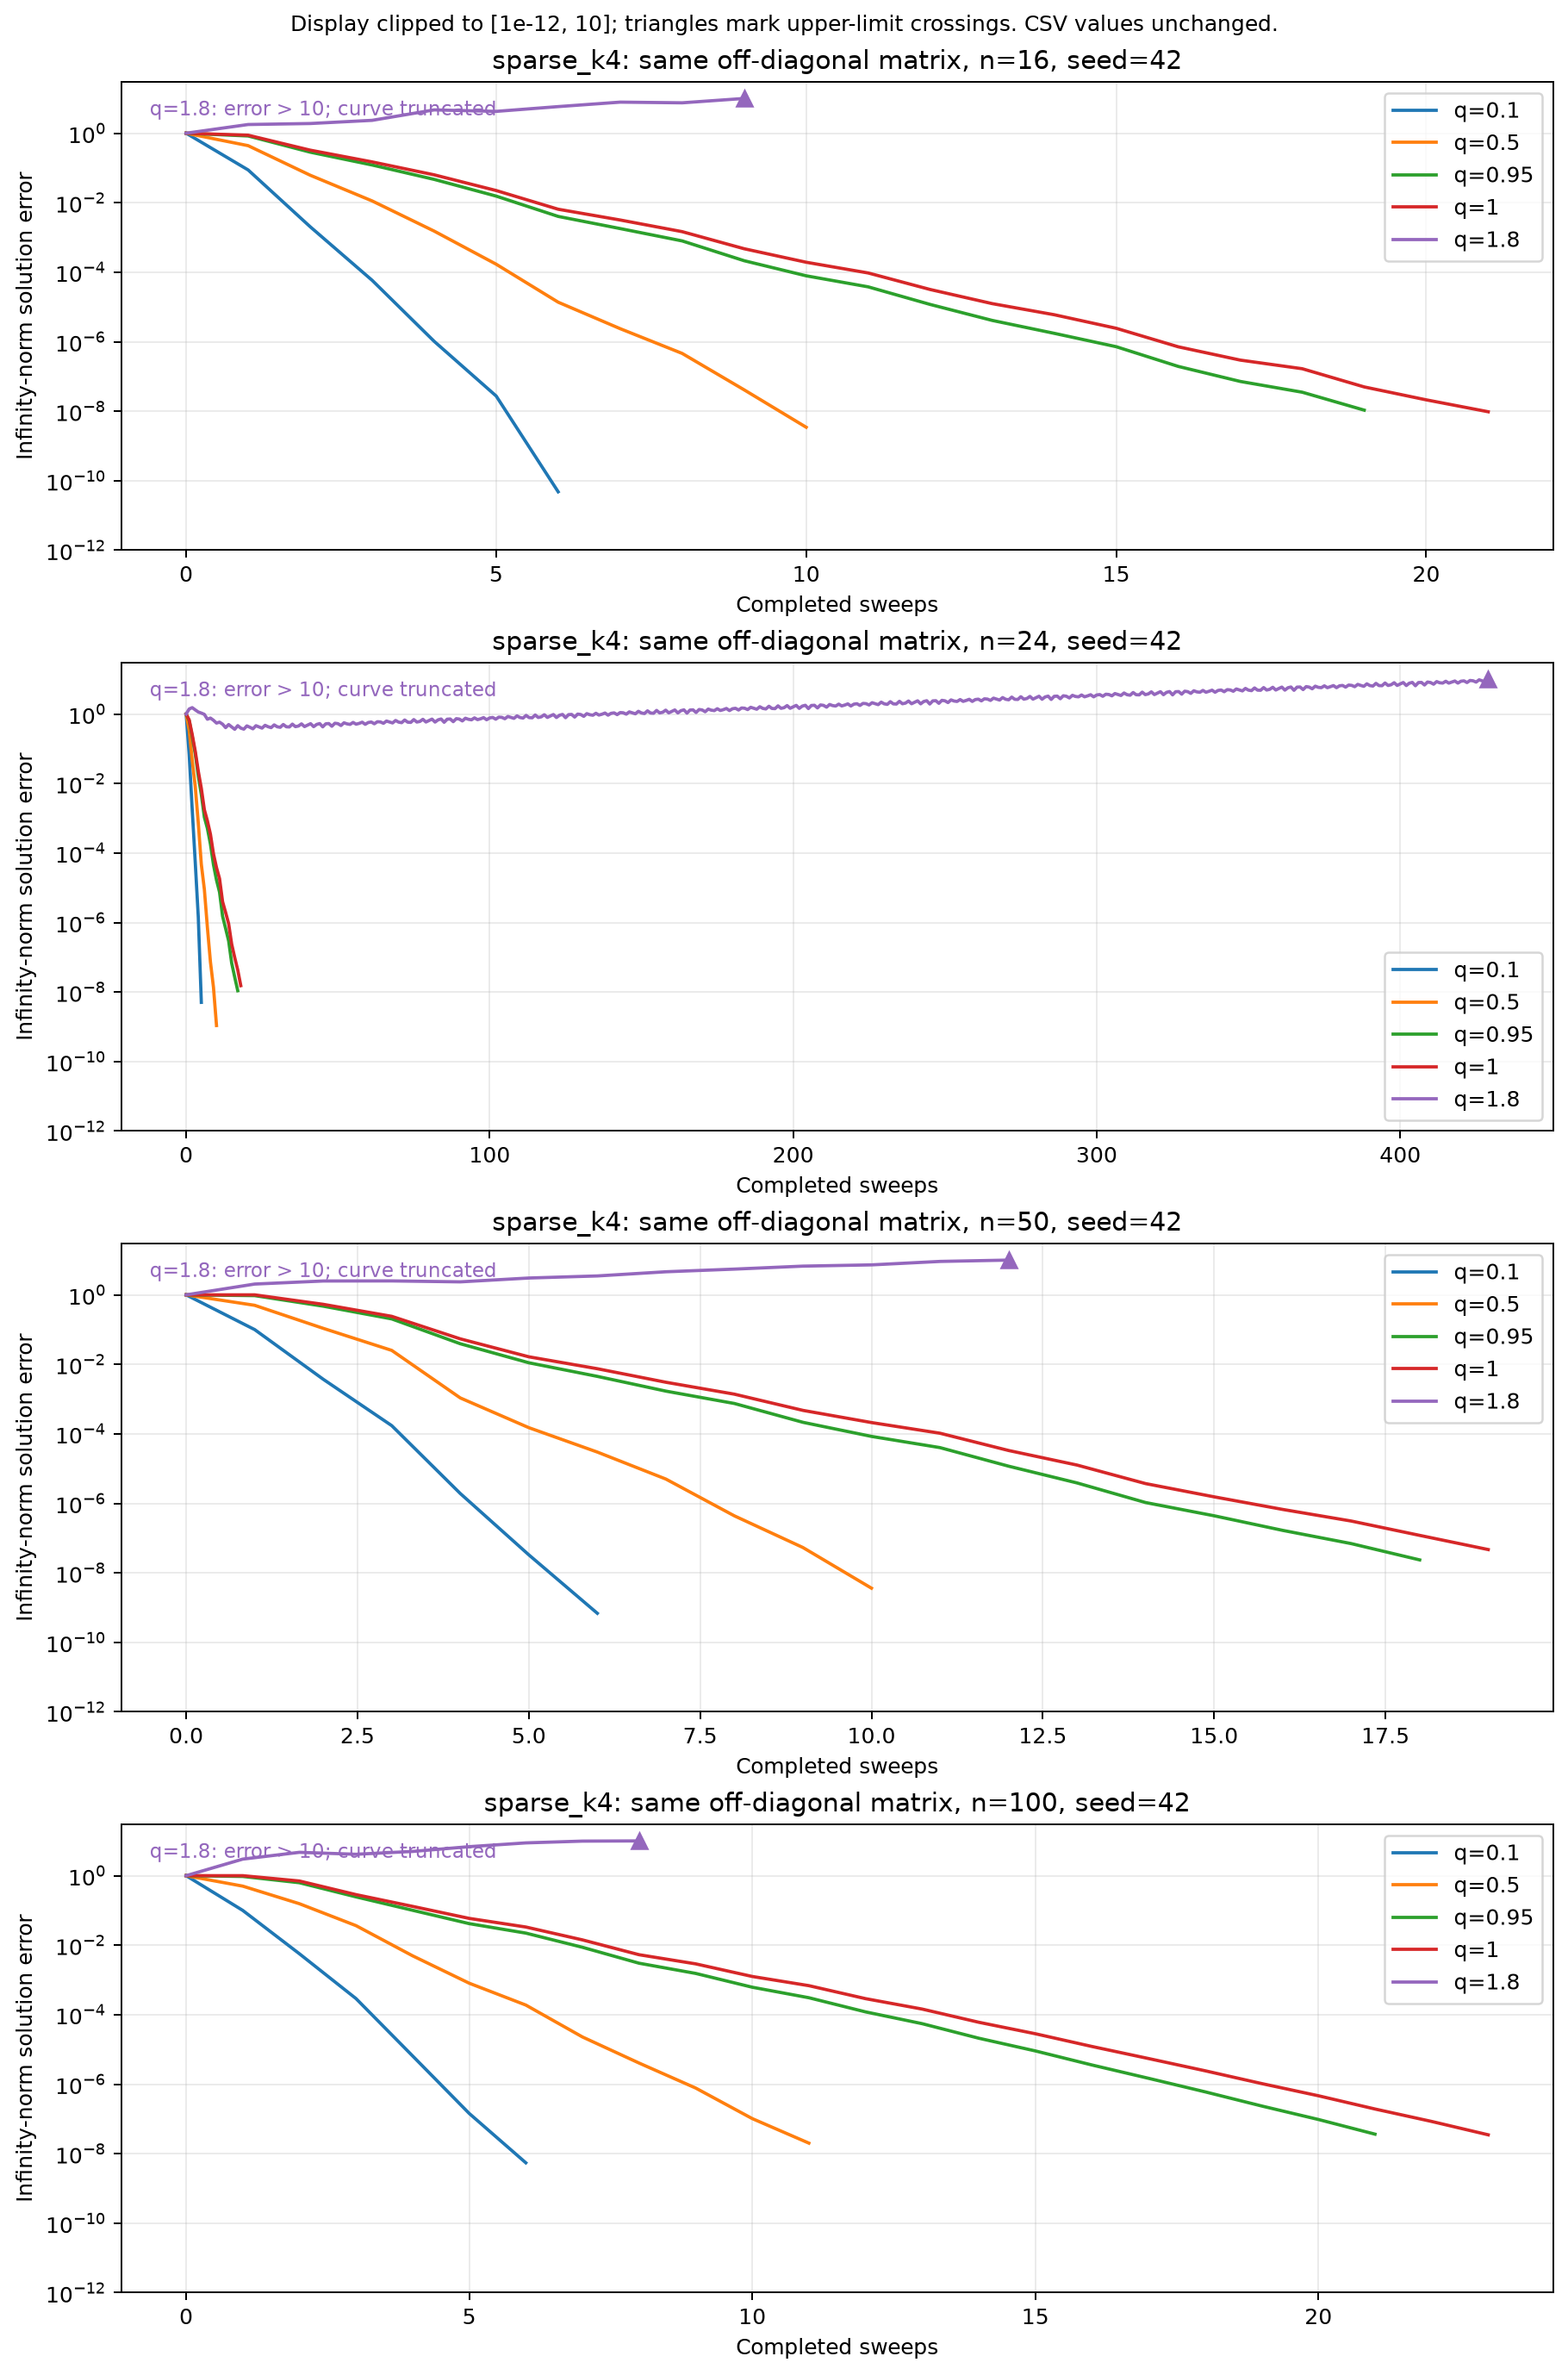 Display clipped to [1e-12, 10]; triangles mark upper-limit crossings. CSV values unchanged.
sparse_k4: same off-diagonal matrix, n=16, seed=42
q=1.8: error > 10; curve truncated
q=0.1
q=0.5
q=0.95
q=1
q=1.8
Infinity-norm solution error
10⁰
10⁻²
10⁻⁴
10⁻⁶
10⁻⁸
10⁻¹⁰
10⁻¹²
0 5 10 15 20
Completed sweeps
sparse_k4: same off-diagonal matrix, n=24, seed=42
q=1.8: error > 10; curve truncated
Infinity-norm solution error
10⁰
10⁻²
10⁻⁴
10⁻⁶
10⁻⁸
10⁻¹⁰
10⁻¹²
q=0.1
q=0.5
q=0.95
q=1
q=1.8
0 100 200 300 400
Completed sweeps
sparse_k4: same off-diagonal matrix, n=50, seed=42
q=1.8: error > 10; curve truncated
q=0.1
q=0.5
q=0.95
q=1
q=1.8
Infinity-norm solution error
10⁰
10⁻²
10⁻⁴
10⁻⁶
10⁻⁸
10⁻¹⁰
10⁻¹²
0.0 2.5 5.0 7.5 10.0 12.5 15.0 17.5
Completed sweeps
sparse_k4: same off-diagonal matrix, n=100, seed=42
q=1.8: error > 10; curve truncated
q=0.1
q=0.5
q=0.95
q=1
q=1.8
Infinity-norm solution error
10⁰
10⁻²
10⁻⁴
10⁻⁶
10⁻⁸
10⁻¹⁰
10⁻¹²
0 5 10 15 20
Completed sweeps